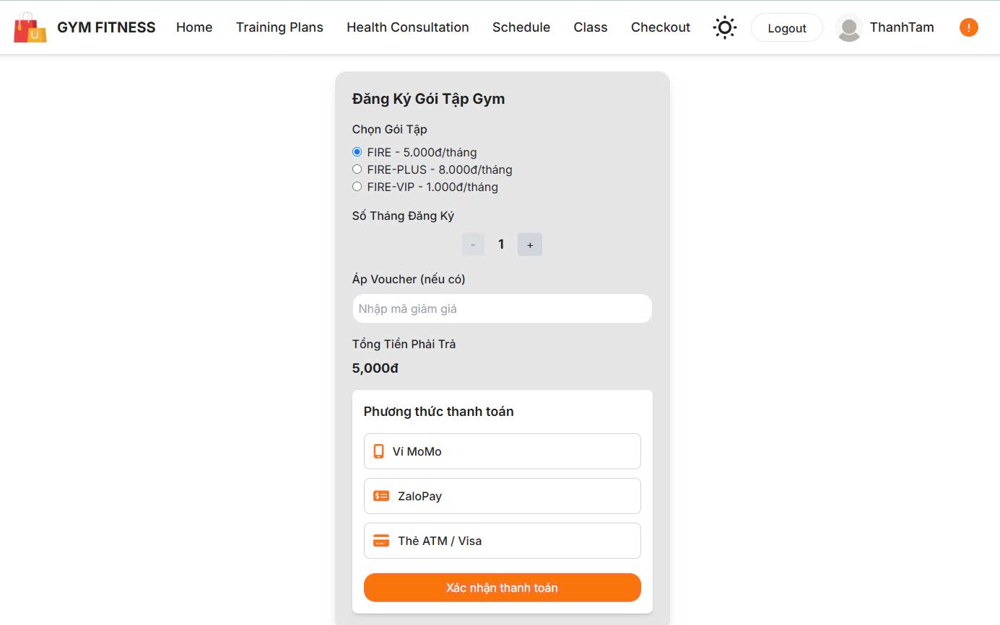 GYM FITNESS Home Training Plans Health Consultation Schedule Class Checkout Logout ThanhTam !
Đăng Ký Gói Tập Gym
Chọn Gói Tập
FIRE - 5.000đ/tháng
FIRE-PLUS - 8.000đ/tháng
FIRE-VIP - 1.000đ/tháng
Số Tháng Đăng Ký
- 1 +
Áp Voucher (nếu có)
Nhập mã giảm giá
Tổng Tiền Phải Trả
5,000đ
Phương thức thanh toán
Ví MoMo
ZaloPay
Thẻ ATM / Visa
Xác nhận thanh toán